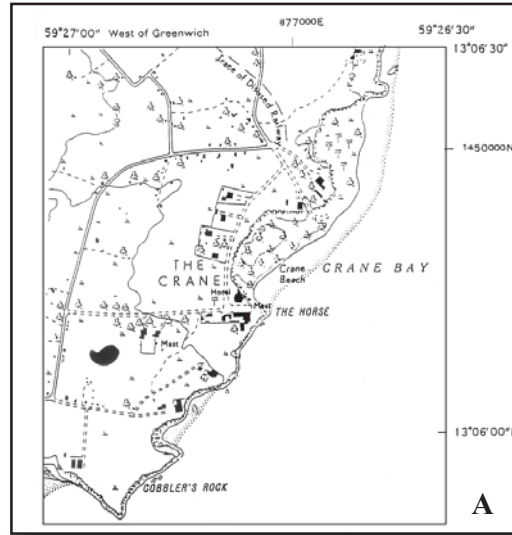 59°27'00" West of Greenwich 877000E 59°26'30"
13°06'30"
Trace of Disused Railway
1450000N
THE
CRANE
CRANE BAY
Crane
Beach
Hotel
Mast
THE HORSE
Mast
13°06'00"N
COBBLER'S ROCK
A